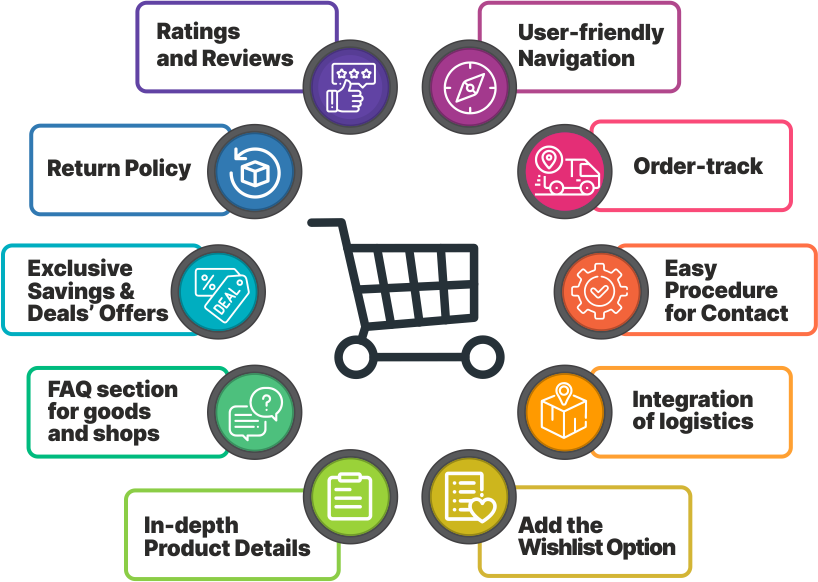 Ratings
and Reviews
User-friendly
Navigation
Return Policy
Order-track
Exclusive
Savings &
Deals’ Offers
%
DEAL
Easy
Procedure
for Contact
FAQ section
for goods
and shops
?
Integration
of logistics
In-depth
Product Details
Add the
Wishlist Option